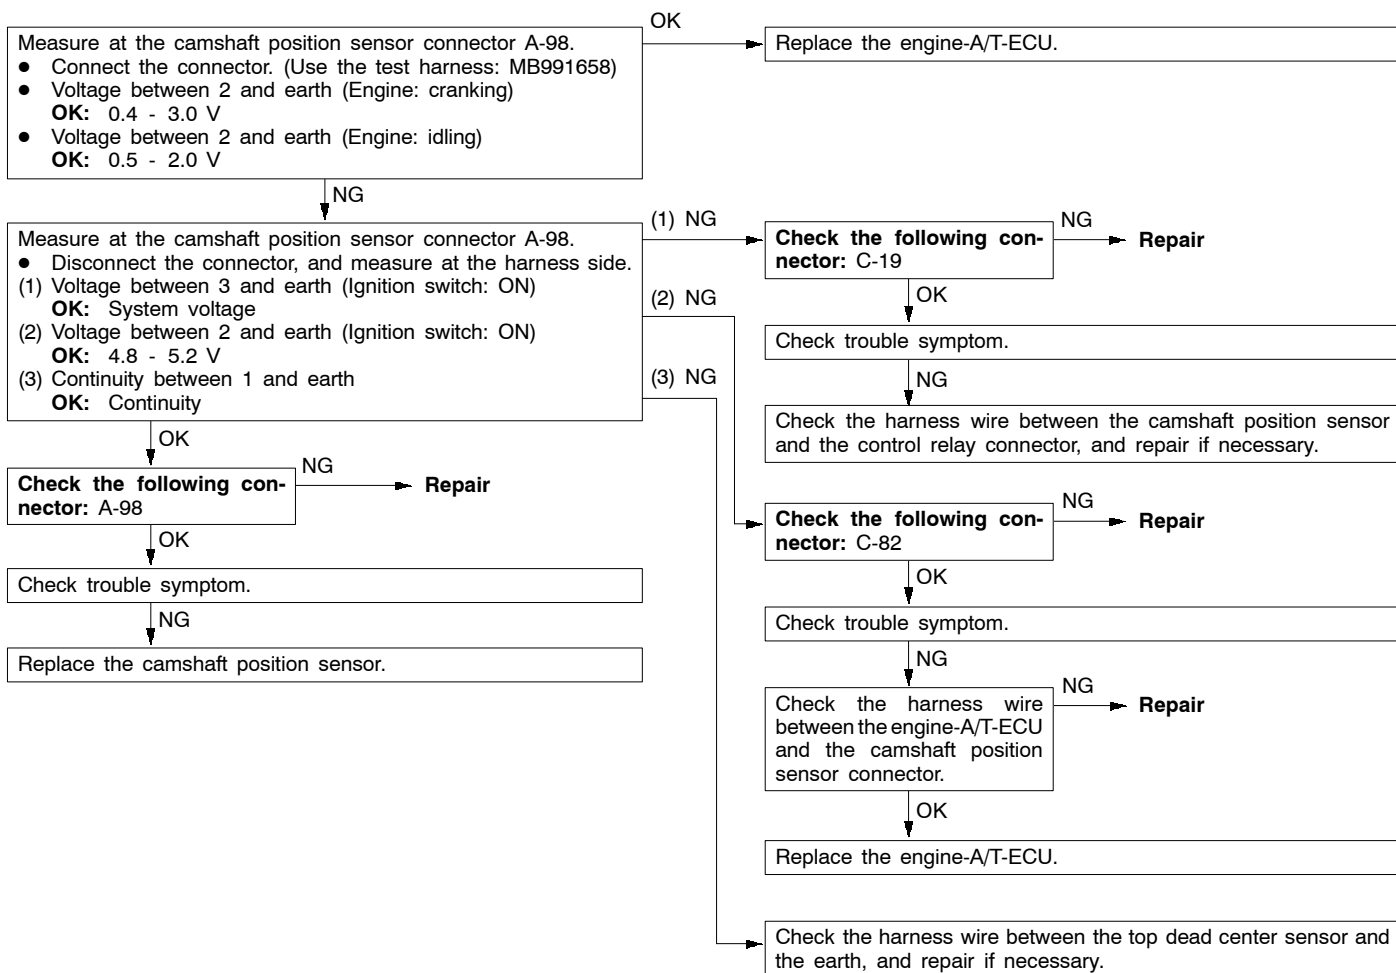 OK
Measure at the camshaft position sensor connector A-98.
● Connect the connector. (Use the test harness: MB991658)
● Voltage between 2 and earth (Engine: cranking)
OK: 0.4 - 3.0 V
● Voltage between 2 and earth (Engine: idling)
OK: 0.5 - 2.0 V
Replace the engine-A/T-ECU.
NG
Measure at the camshaft position sensor connector A-98.
● Disconnect the connector, and measure at the harness side.
(1) Voltage between 3 and earth (Ignition switch: ON)
OK: System voltage
(2) Voltage between 2 and earth (Ignition switch: ON)
OK: 4.8 - 5.2 V
(3) Continuity between 1 and earth
OK: Continuity
(1) NG
Check the following con-
nector: C-19
NG
Repair
OK
Check trouble symptom.
NG
Check the harness wire between the camshaft position sensor
and the control relay connector, and repair if necessary.
(2) NG
(3) NG
OK
Check the following con-
nector: A-98
NG
Repair
OK
Check trouble symptom.
NG
Replace the camshaft position sensor.
Check the following con-
nector: C-82
NG
Repair
OK
Check trouble symptom.
NG
Check the harness wire
between the engine-A/T-ECU
and the camshaft position
sensor connector.
NG
Repair
OK
Replace the engine-A/T-ECU.
Check the harness wire between the top dead center sensor and
the earth, and repair if necessary.